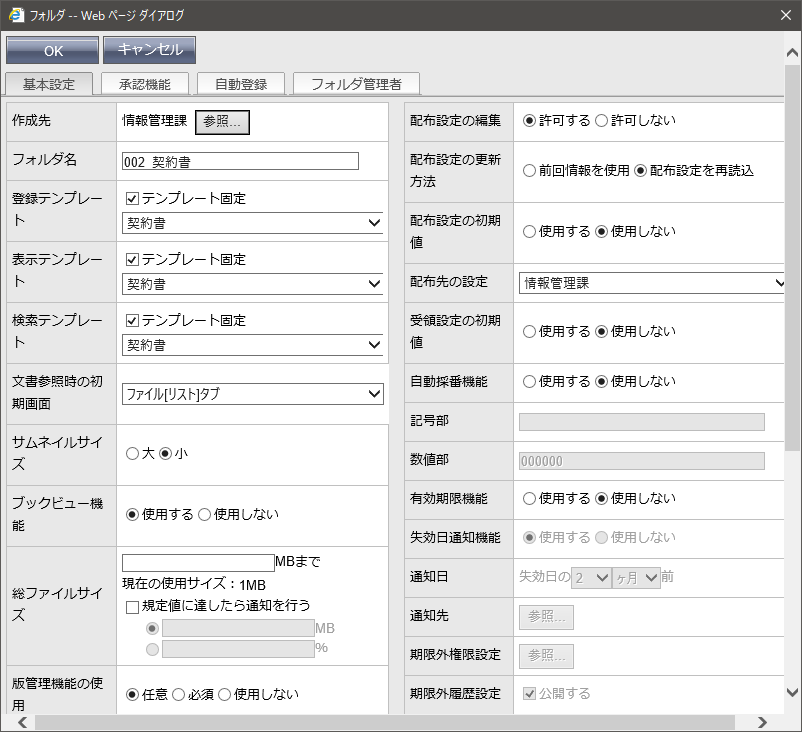 フォルダ -- Web ページ ダイアログ
OK
キャンセル
基本設定
承認機能
自動登録
フォルダ管理者
作成先
情報管理課
参照...
フォルダ名
002 契約書
登録テンプレー
ト
テンプレート固定
契約書
表示テンプレー
ト
テンプレート固定
契約書
検索テンプレー
ト
テンプレート固定
契約書
文書参照時の初
期画面
ファイル[リスト]タブ
サムネイルサイ
ズ
大 小
ブックビュー機
能
使用する 使用しない
総ファイルサイ
ズ
MBまで
現在の使用サイズ：1MB
規定値に達したら通知を行う
MB
%
版管理機能の使
用
任意 必須 使用しない
配布設定の編集
許可する 許可しない
配布設定の更新
方法
前回情報を使用 配布設定を再読込
配布設定の初期
値
使用する 使用しない
配布先の設定
情報管理課
受領設定の初期
値
使用する 使用しない
自動採番機能
使用する 使用しない
記号部
数値部
000000
有効期限機能
使用する 使用しない
失効日通知機能
使用する 使用しない
通知日
失効日の 2 ヶ月 前
通知先
参照...
期限外権限設定
参照...
期限外履歴設定
公開する